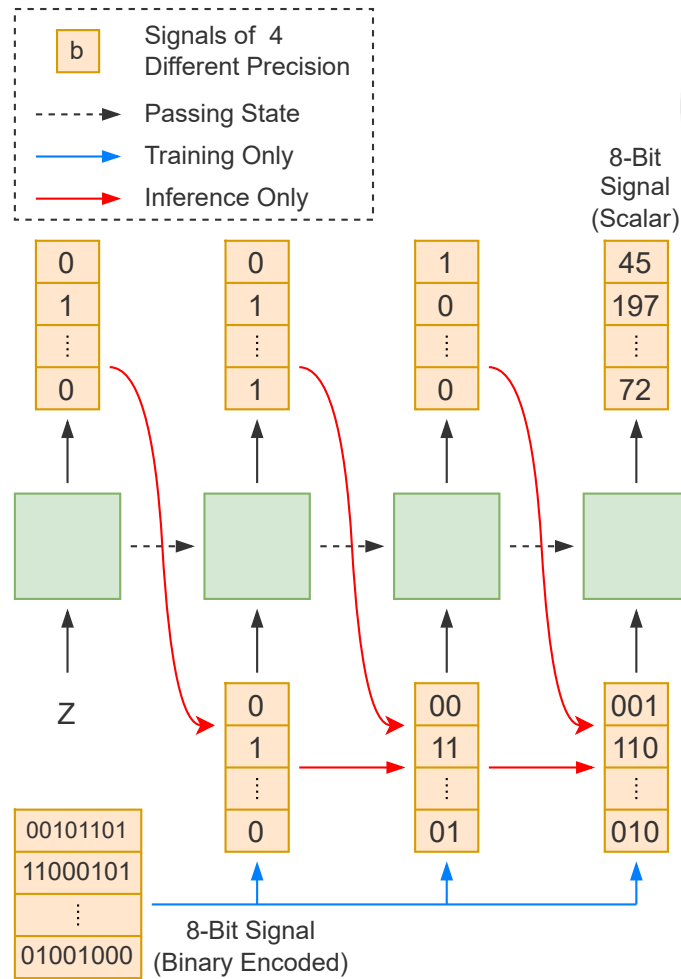 b
Signals of 4
Different Precision
Passing State
Training Only
Inference Only
8-Bit
Signal
(Scalar)
0 0 1 45
1 1 0 197
0 1 0 72
Z
0 00 001
1 11 110
0 01 010
00101101
11000101
01001000
8-Bit Signal
(Binary Encoded)